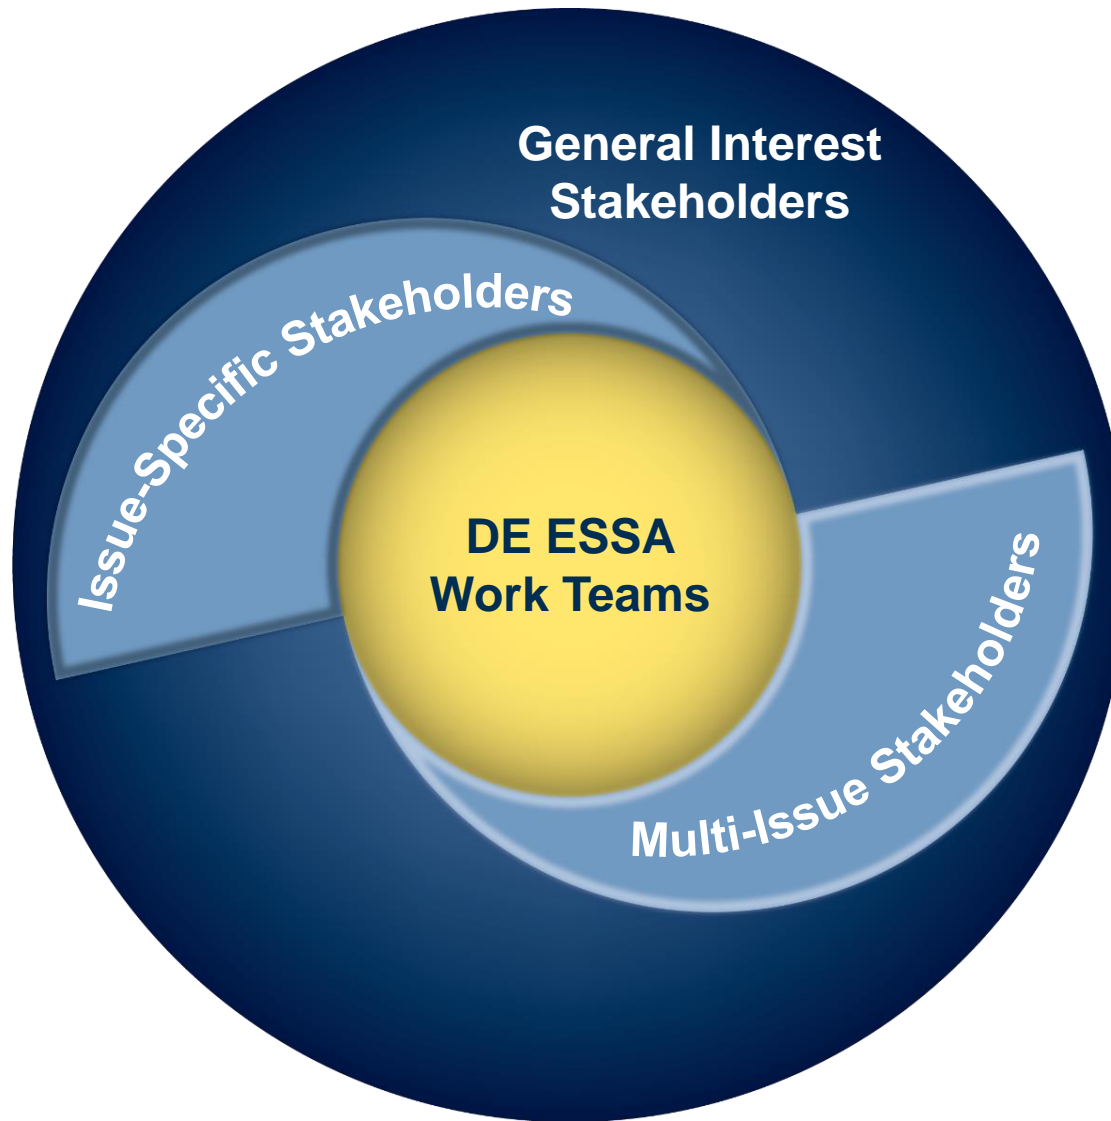 General Interest
Stakeholders
Issue-Specific Stakeholders
DE ESSA
Work Teams
Multi-Issue Stakeholders